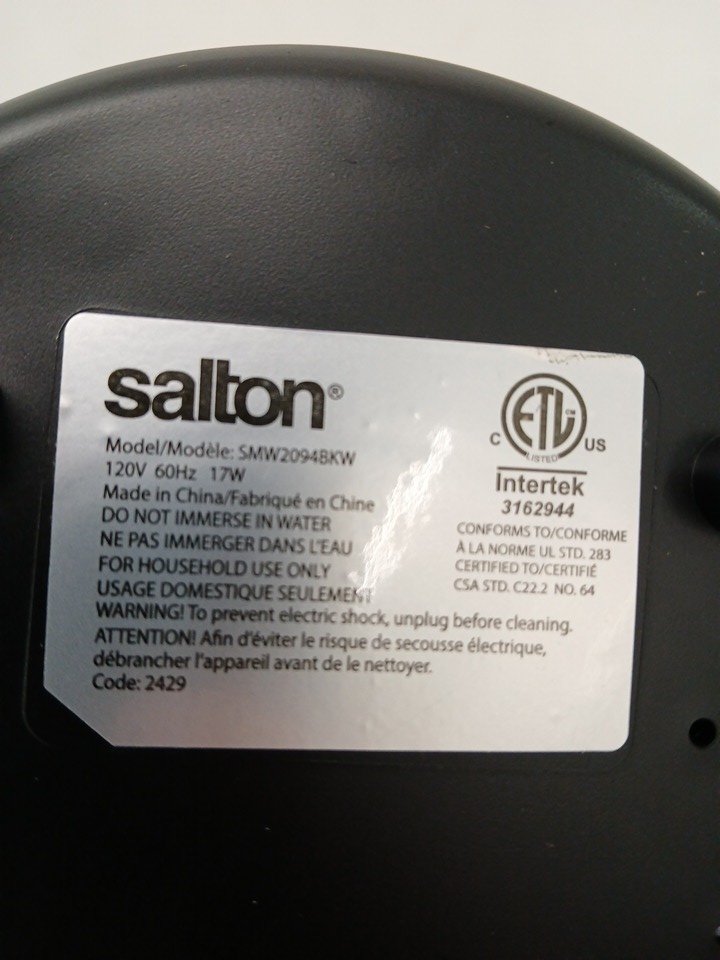 salton®
Model/Modèle: SMW2094BKW
120V 60Hz 17W
Made in China/Fabriqué en Chine
DO NOT IMMERSE IN WATER
NE PAS IMMERGER DANS L'EAU
FOR HOUSEHOLD USE ONLY
USAGE DOMESTIQUE SEULEMENT
WARNING! To prevent electric shock, unplug before cleaning.
ATTENTION! Afin d'éviter le risque de secousse électrique,
débrancher l'appareil avant de le nettoyer.
Code: 2429
ETL™
C LISTED US
Intertek
3162944
CONFORMS TO/CONFORME
À LA NORME UL STD. 283
CERTIFIED TO/CERTIFIÉ
CSA STD. C22.2 NO. 64